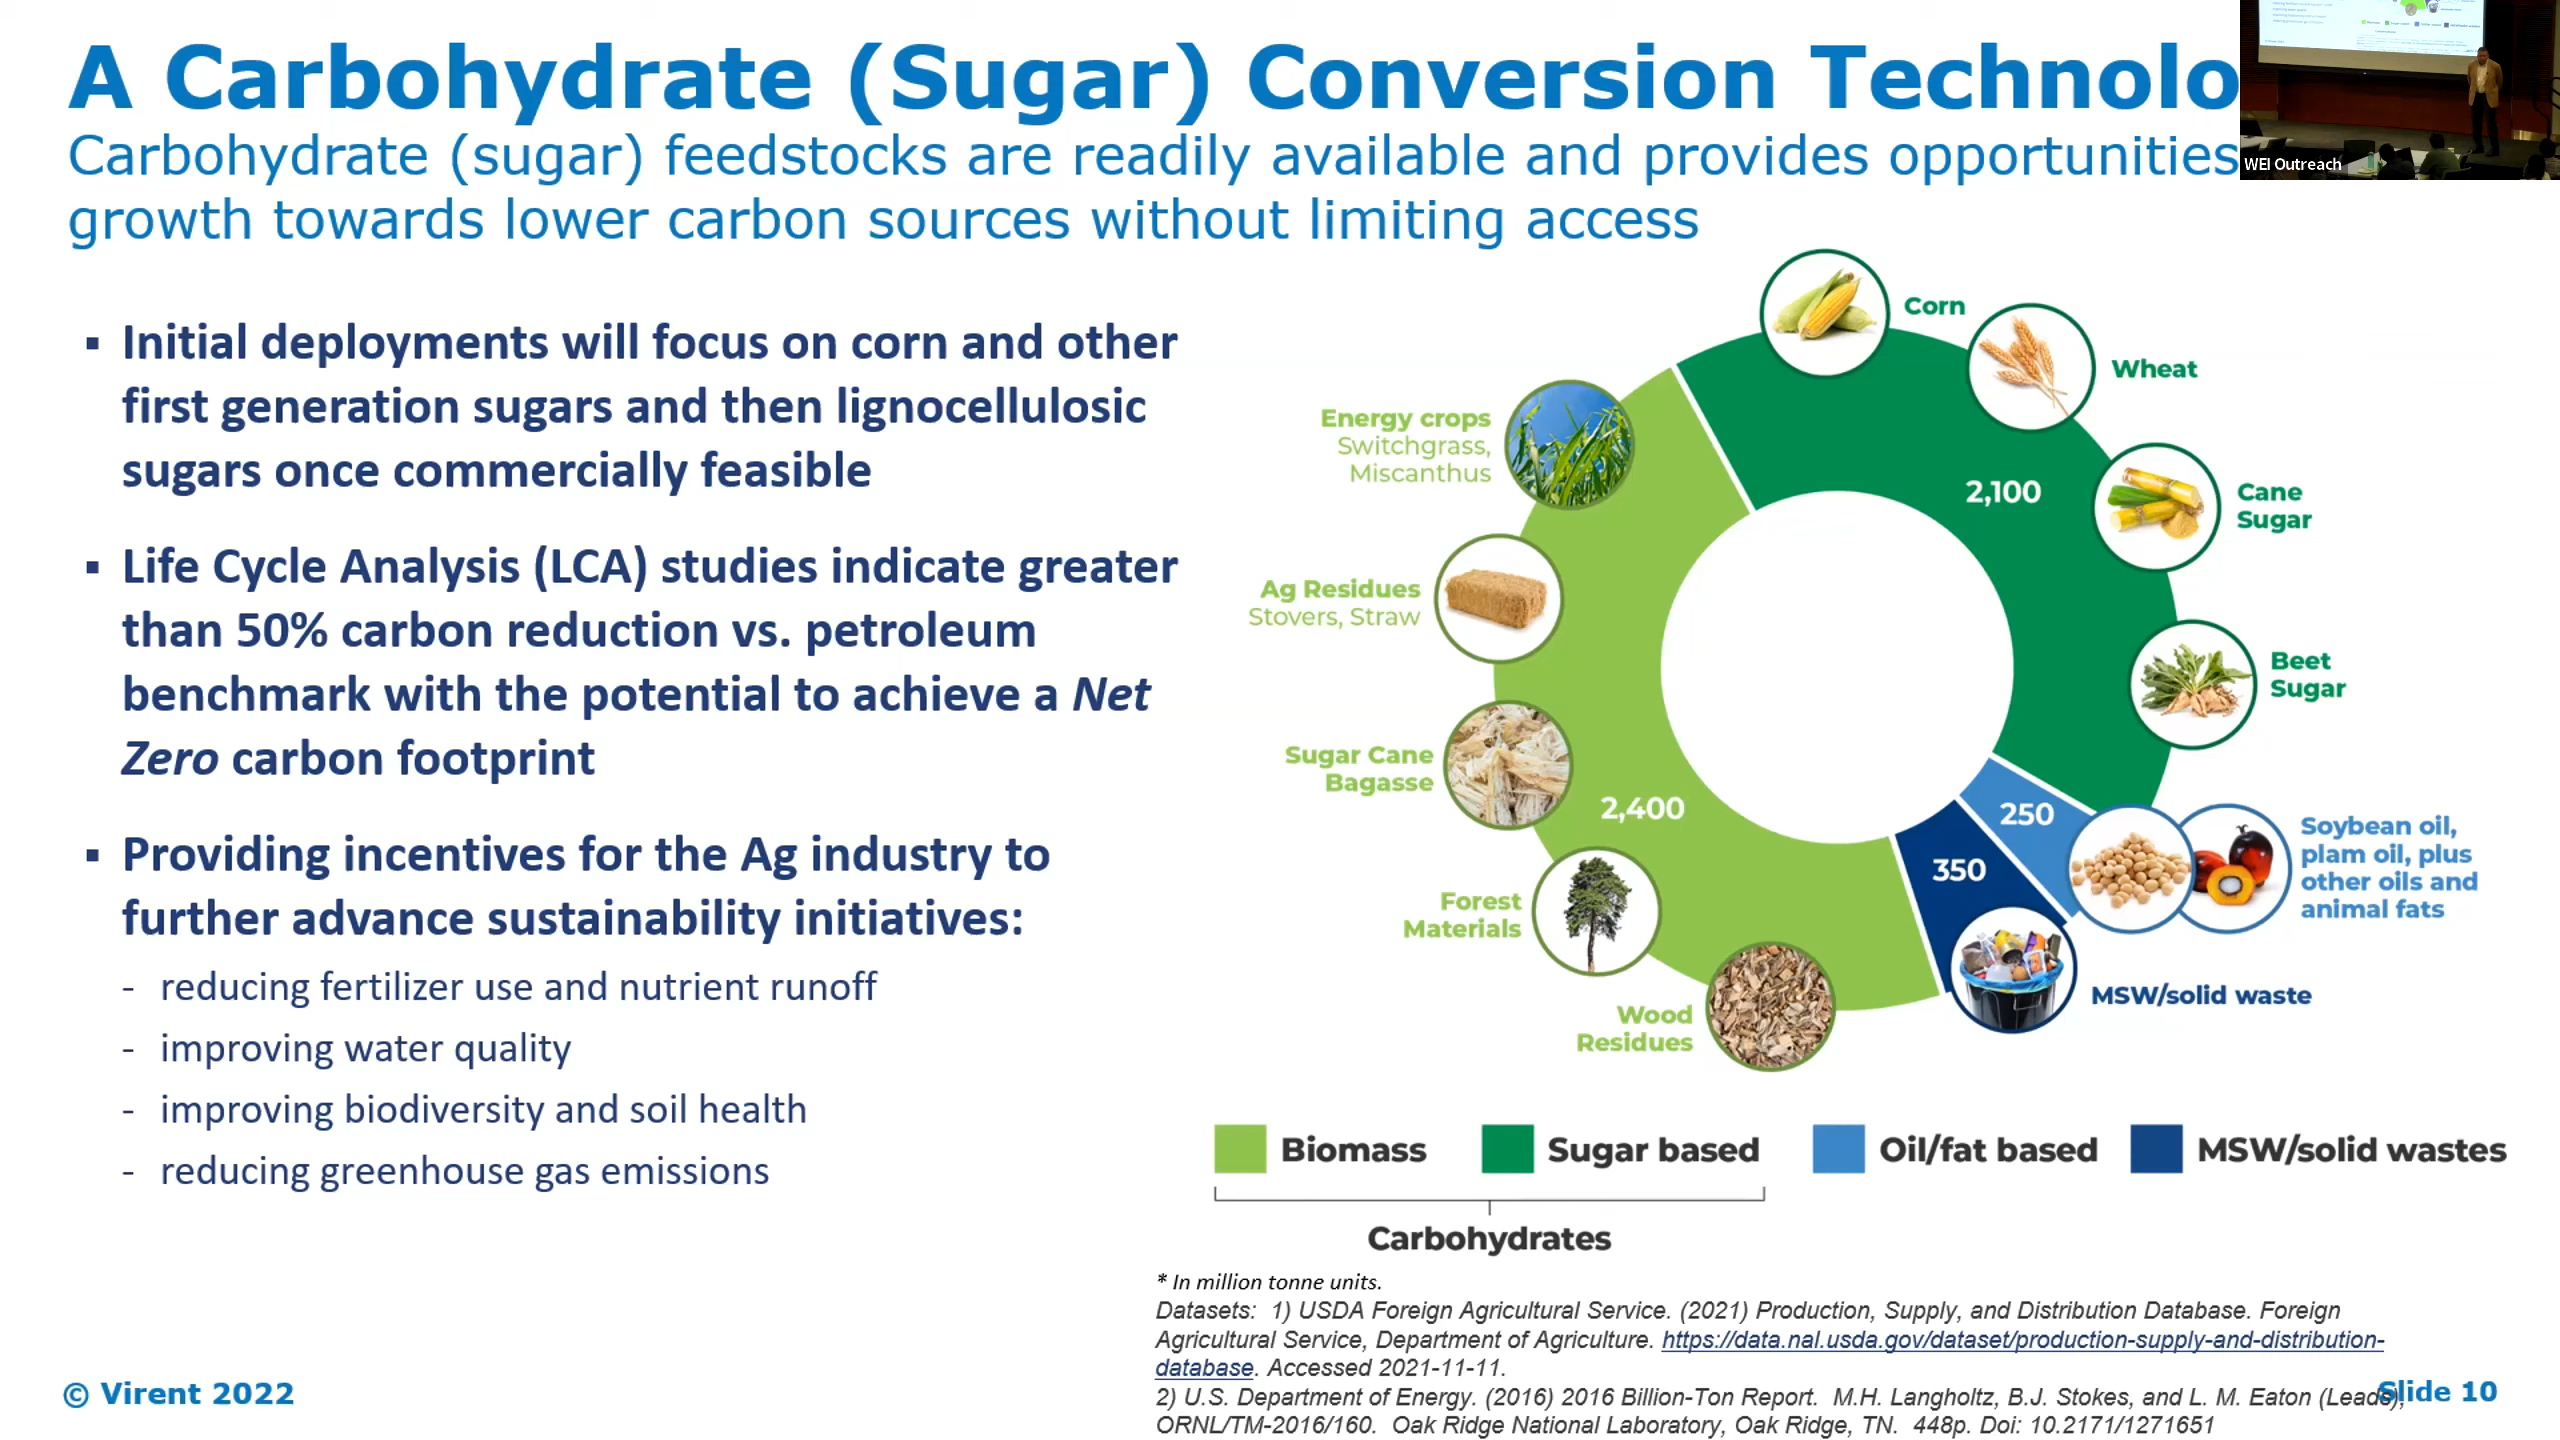 A Carbohydrate (Sugar) Conversion Technolo
Carbohydrate (sugar) feedstocks are readily available and provides opportunities
growth towards lower carbon sources without limiting access
WEI Outreach
▪ Initial deployments will focus on corn and other
first generation sugars and then lignocellulosic
sugars once commercially feasible
▪ Life Cycle Analysis (LCA) studies indicate greater
than 50% carbon reduction vs. petroleum
benchmark with the potential to achieve a Net
Zero carbon footprint
▪ Providing incentives for the Ag industry to
further advance sustainability initiatives:
- reducing fertilizer use and nutrient runoff
- improving water quality
- improving biodiversity and soil health
- reducing greenhouse gas emissions
Corn
Wheat
Cane
Sugar
Beet
Sugar
Soybean oil,
plam oil, plus
other oils and
animal fats
MSW/solid waste
Wood
Residues
Forest
Materials
Sugar Cane
Bagasse
Ag Residues
Stovers, Straw
Energy crops
Switchgrass,
Miscanthus
2,100
250
350
2,400
Biomass
Sugar based
Oil/fat based
MSW/solid wastes
Carbohydrates
* In million tonne units.
Datasets: 1) USDA Foreign Agricultural Service. (2021) Production, Supply, and Distribution Database. Foreign
Agricultural Service, Department of Agriculture. https://data.nal.usda.gov/dataset/production-supply-and-distribution-
database. Accessed 2021-11-11.
2) U.S. Department of Energy. (2016) 2016 Billion-Ton Report. M.H. Langholtz, B.J. Stokes, and L. M. Eaton (Leads),
ORNL/TM-2016/160. Oak Ridge National Laboratory, Oak Ridge, TN. 448p. Doi: 10.2171/1271651
© Virent 2022
Slide 10